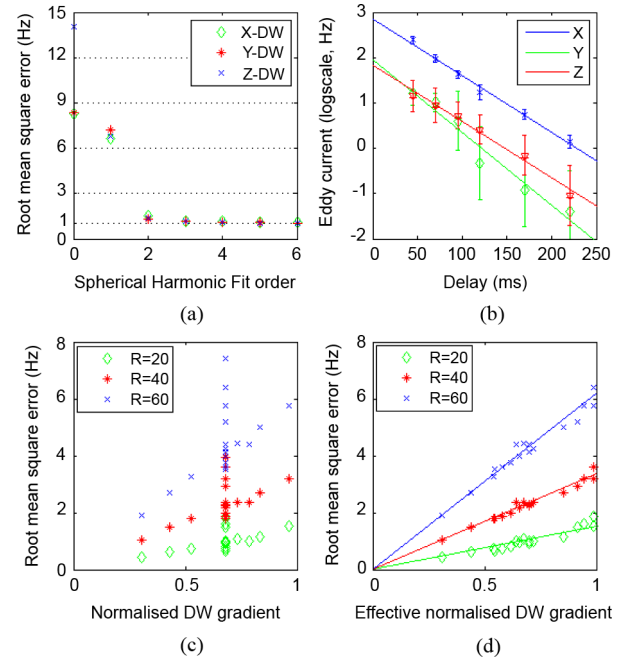 Root mean square error (Hz)
15
12
9
6
3
1
0
X-DW
Y-DW
Z-DW
0 2 4 6
Spherical Harmonic Fit order
(a)
Eddy current (logscale, Hz)
3
2
1
0
-1
-2
X
Y
Z
0 50 100 150 200 250
Delay (ms)
(b)
Root mean square error (Hz)
8
6
4
2
0
R=20
R=40
R=60
0 0.5 1
Normalised DW gradient
(c)
Root mean square error (Hz)
8
6
4
2
0
R=20
R=40
R=60
0 0.5 1
Effective normalised DW gradient
(d)